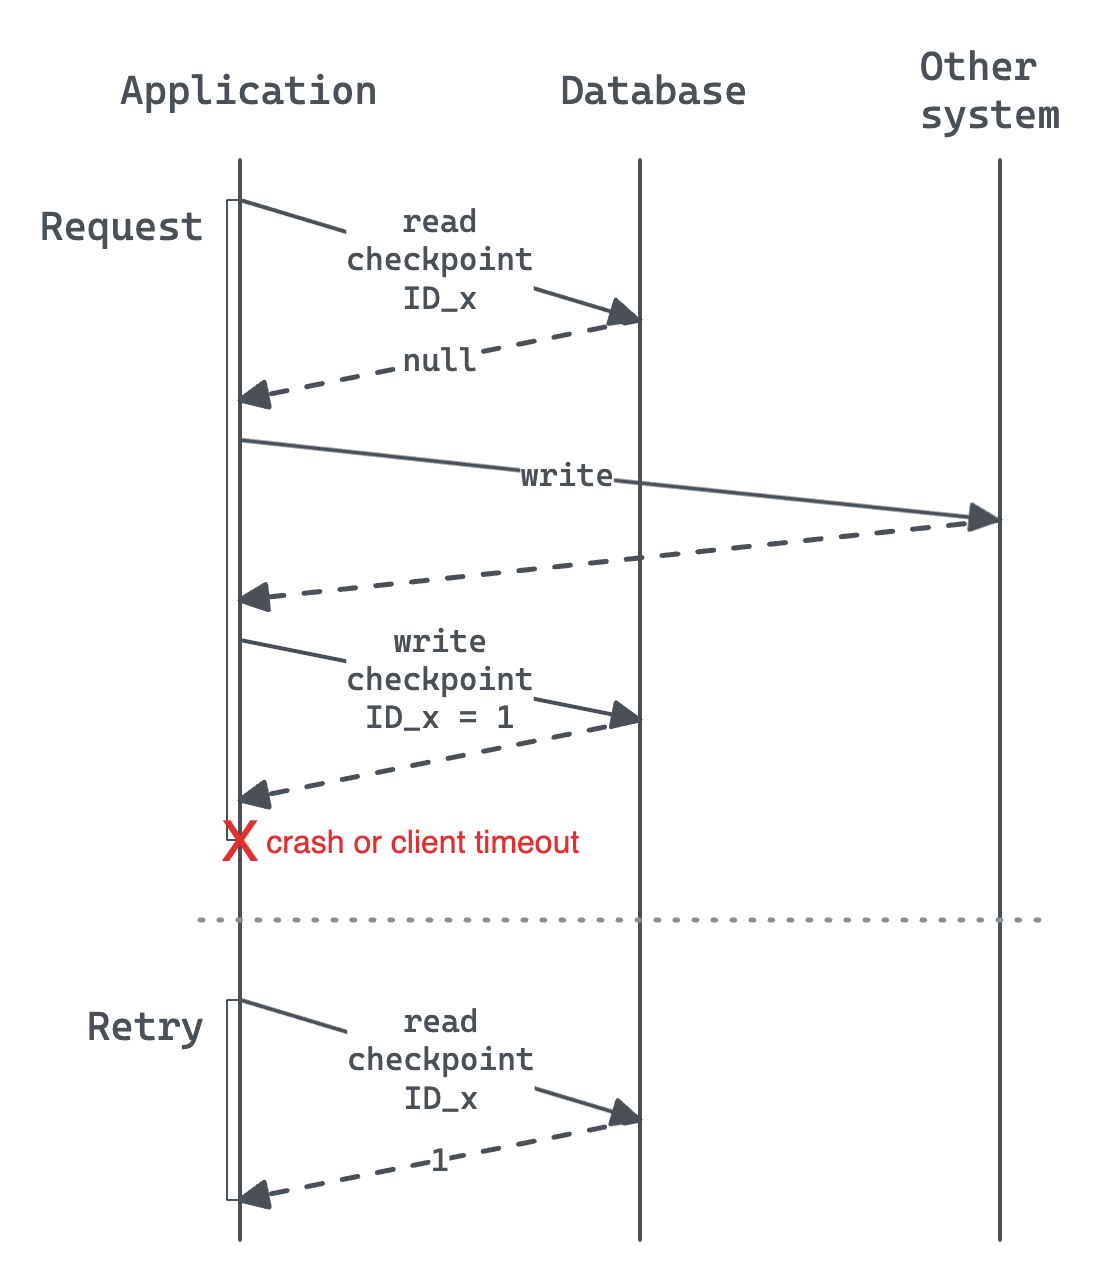 Application
Database
Other
system
Request
read
checkpoint
ID_x
null
write
write
checkpoint
ID_x = 1
X crash or client timeout
Retry
read
checkpoint
ID_x
1